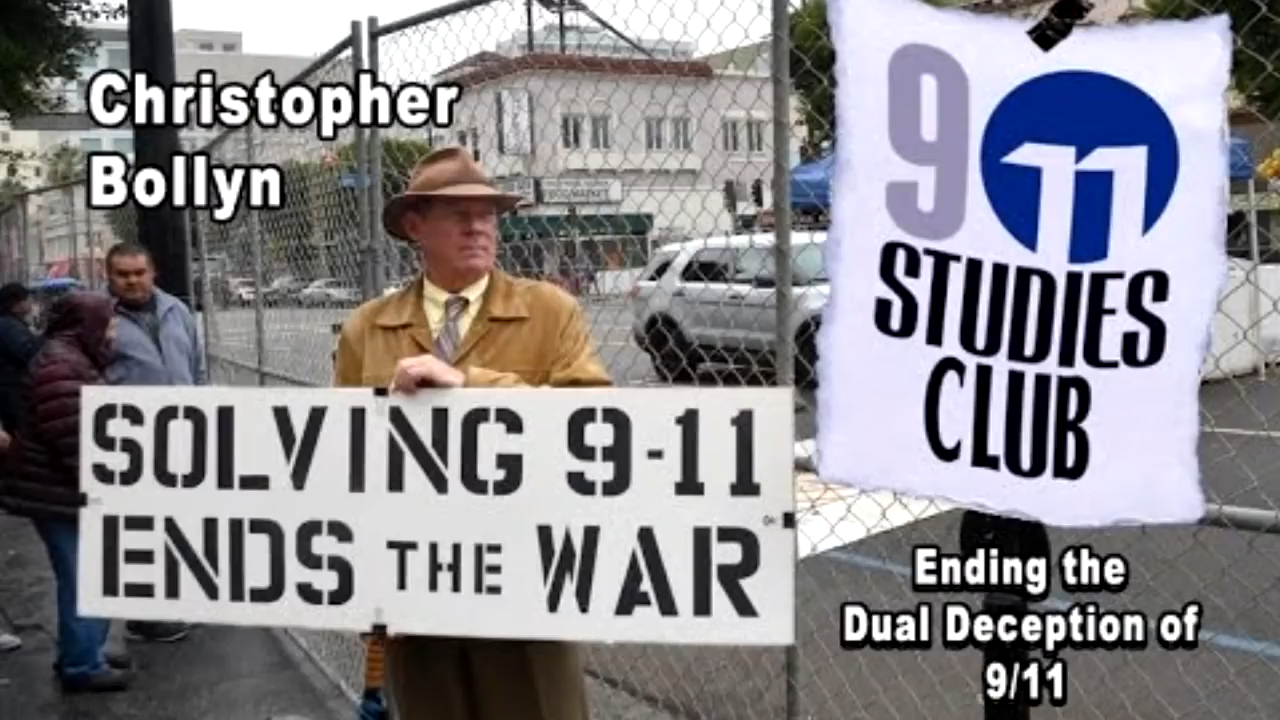 Christopher
Bollyn
SOLVING 9-11
ENDS THE WAR
9 11
STUDIES
CLUB
Ending the
Dual Deception of
9/11